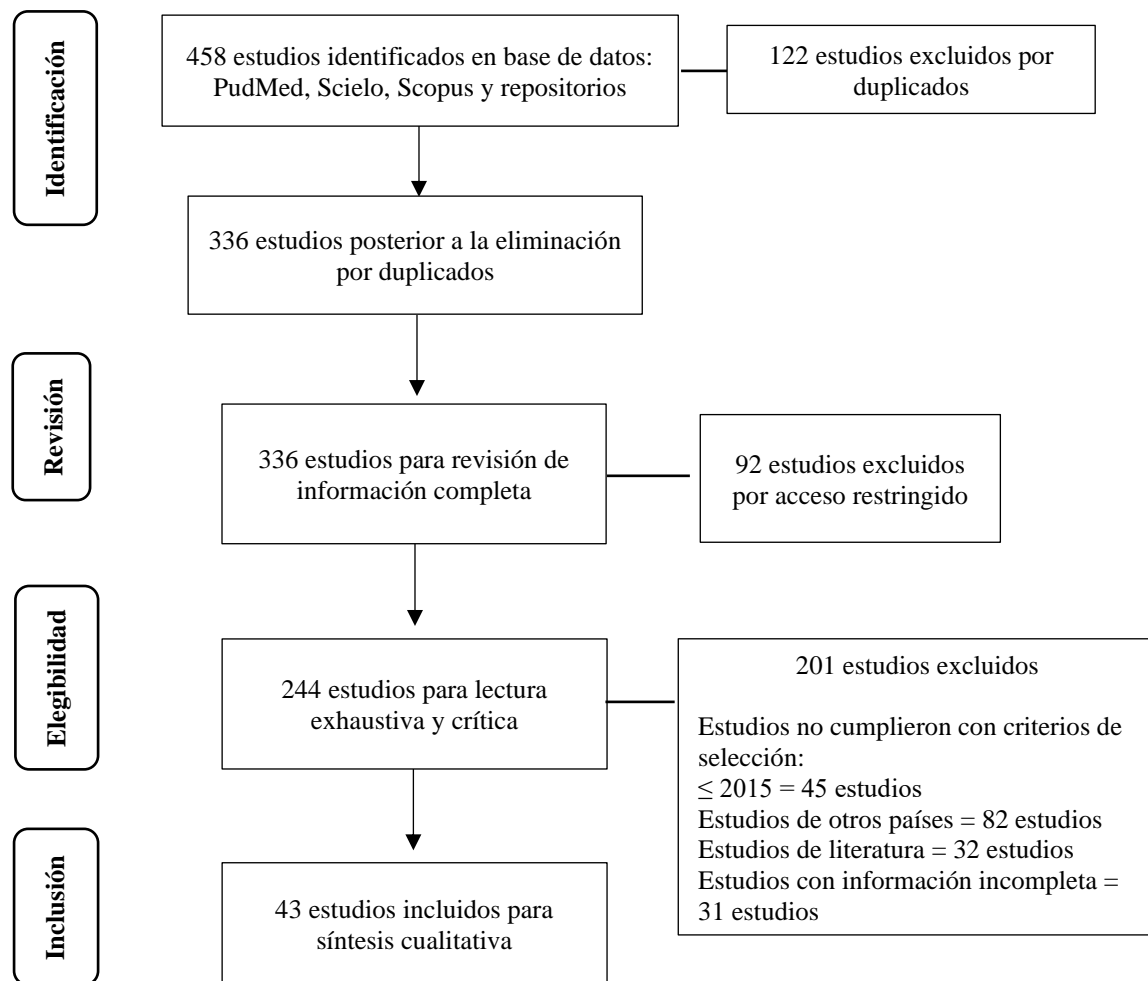 Identificación
458 estudios identificados en base de datos:
PudMed, Scielo, Scopus y repositorios
122 estudios excluidos por
duplicados
336 estudios posterior a la eliminación
por duplicados
Revisión
336 estudios para revisión de
información completa
92 estudios excluidos
por acceso restringido
Elegibilidad
244 estudios para lectura
exhaustiva y crítica
201 estudios excluidos
Estudios no cumplieron con criterios de
selección:
≤ 2015 = 45 estudios
Estudios de otros países = 82 estudios
Estudios de literatura = 32 estudios
Estudios con información incompleta =
31 estudios
Inclusión
43 estudios incluidos para
síntesis cualitativa